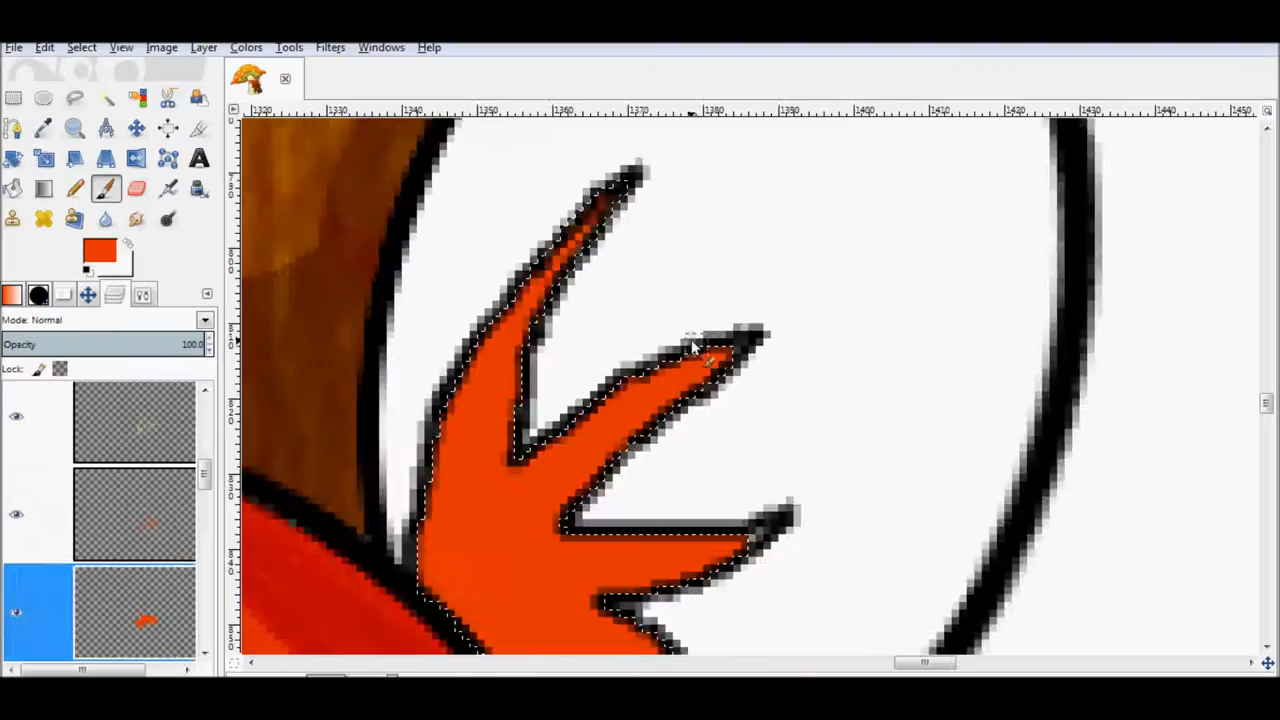 File Edit Select View Image Layer Colors Tools Filters Windows Help
1320 1330 1340 1350 1360 1370 1380 1390 1400 1410 1420 1430 1440 1450
Mode: Normal
Opacity 100.0
Lock: